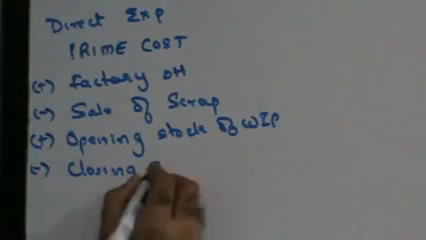 Direct Exp
PRIME COST
(+) Factory OH
(-) Sale of Scrap
(+) Opening stock of WIP
(-) Closing